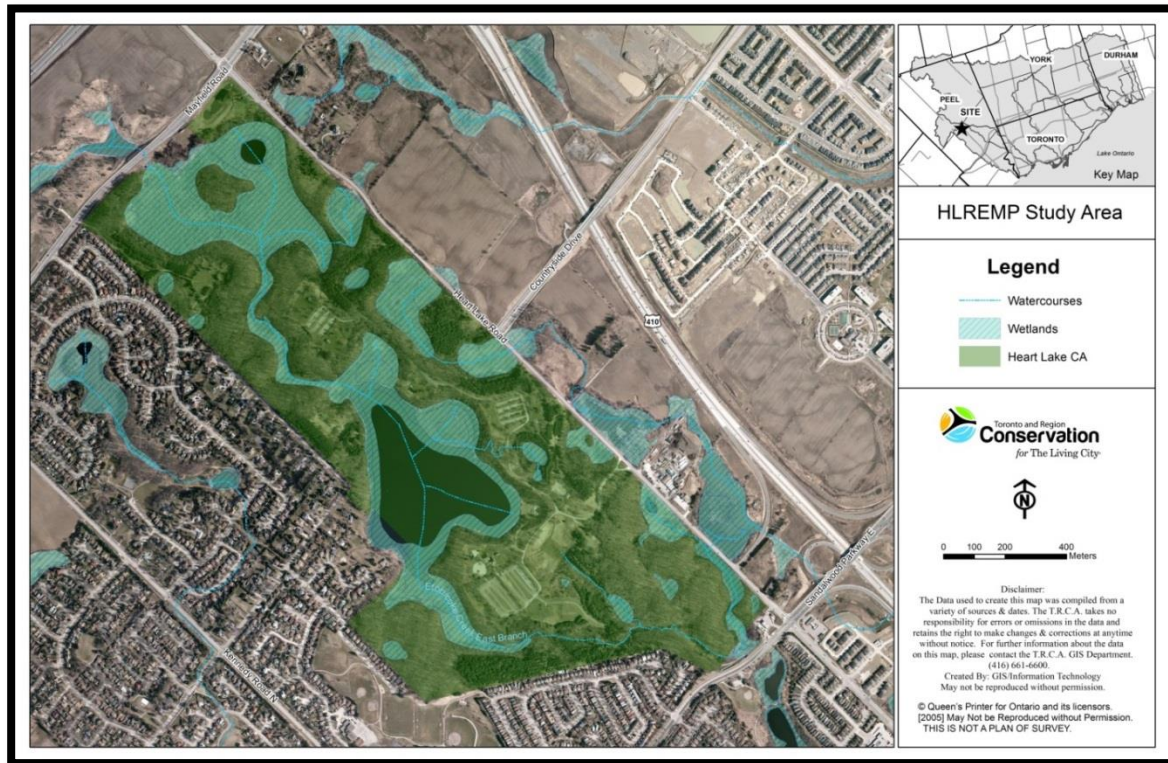 Mayfield Road
Countryside Drive
Heart Lake Road
410
Sandalwood Parkway E
Etobicoke Creek East Branch
Kennedy Road N
YORK
DURHAM
PEEL
SITE
TORONTO
Lake Ontario
Key Map
HLREMP Study Area
Legend
Watercourses
Wetlands
Heart Lake CA
Toronto and Region
Conservation
for The Living City
N
0 100 200 400
Meters
Disclaimer:
The Data used to create this map was compiled from a
variety of sources & dates. The T.R.C.A. takes no
responsibility for errors or omissions in the data and
retains the right to make changes & corrections at anytime
without notice. For further information about the data
on this map, please contact the T.R.C.A. GIS Department.
(416) 661-6600.
Created By: GIS/Information Technology
May not be reproduced without permission.
© Queen's Printer for Ontario and its licensors.
[2005] May Not be Reproduced without Permission.
THIS IS NOT A PLAN OF SURVEY.